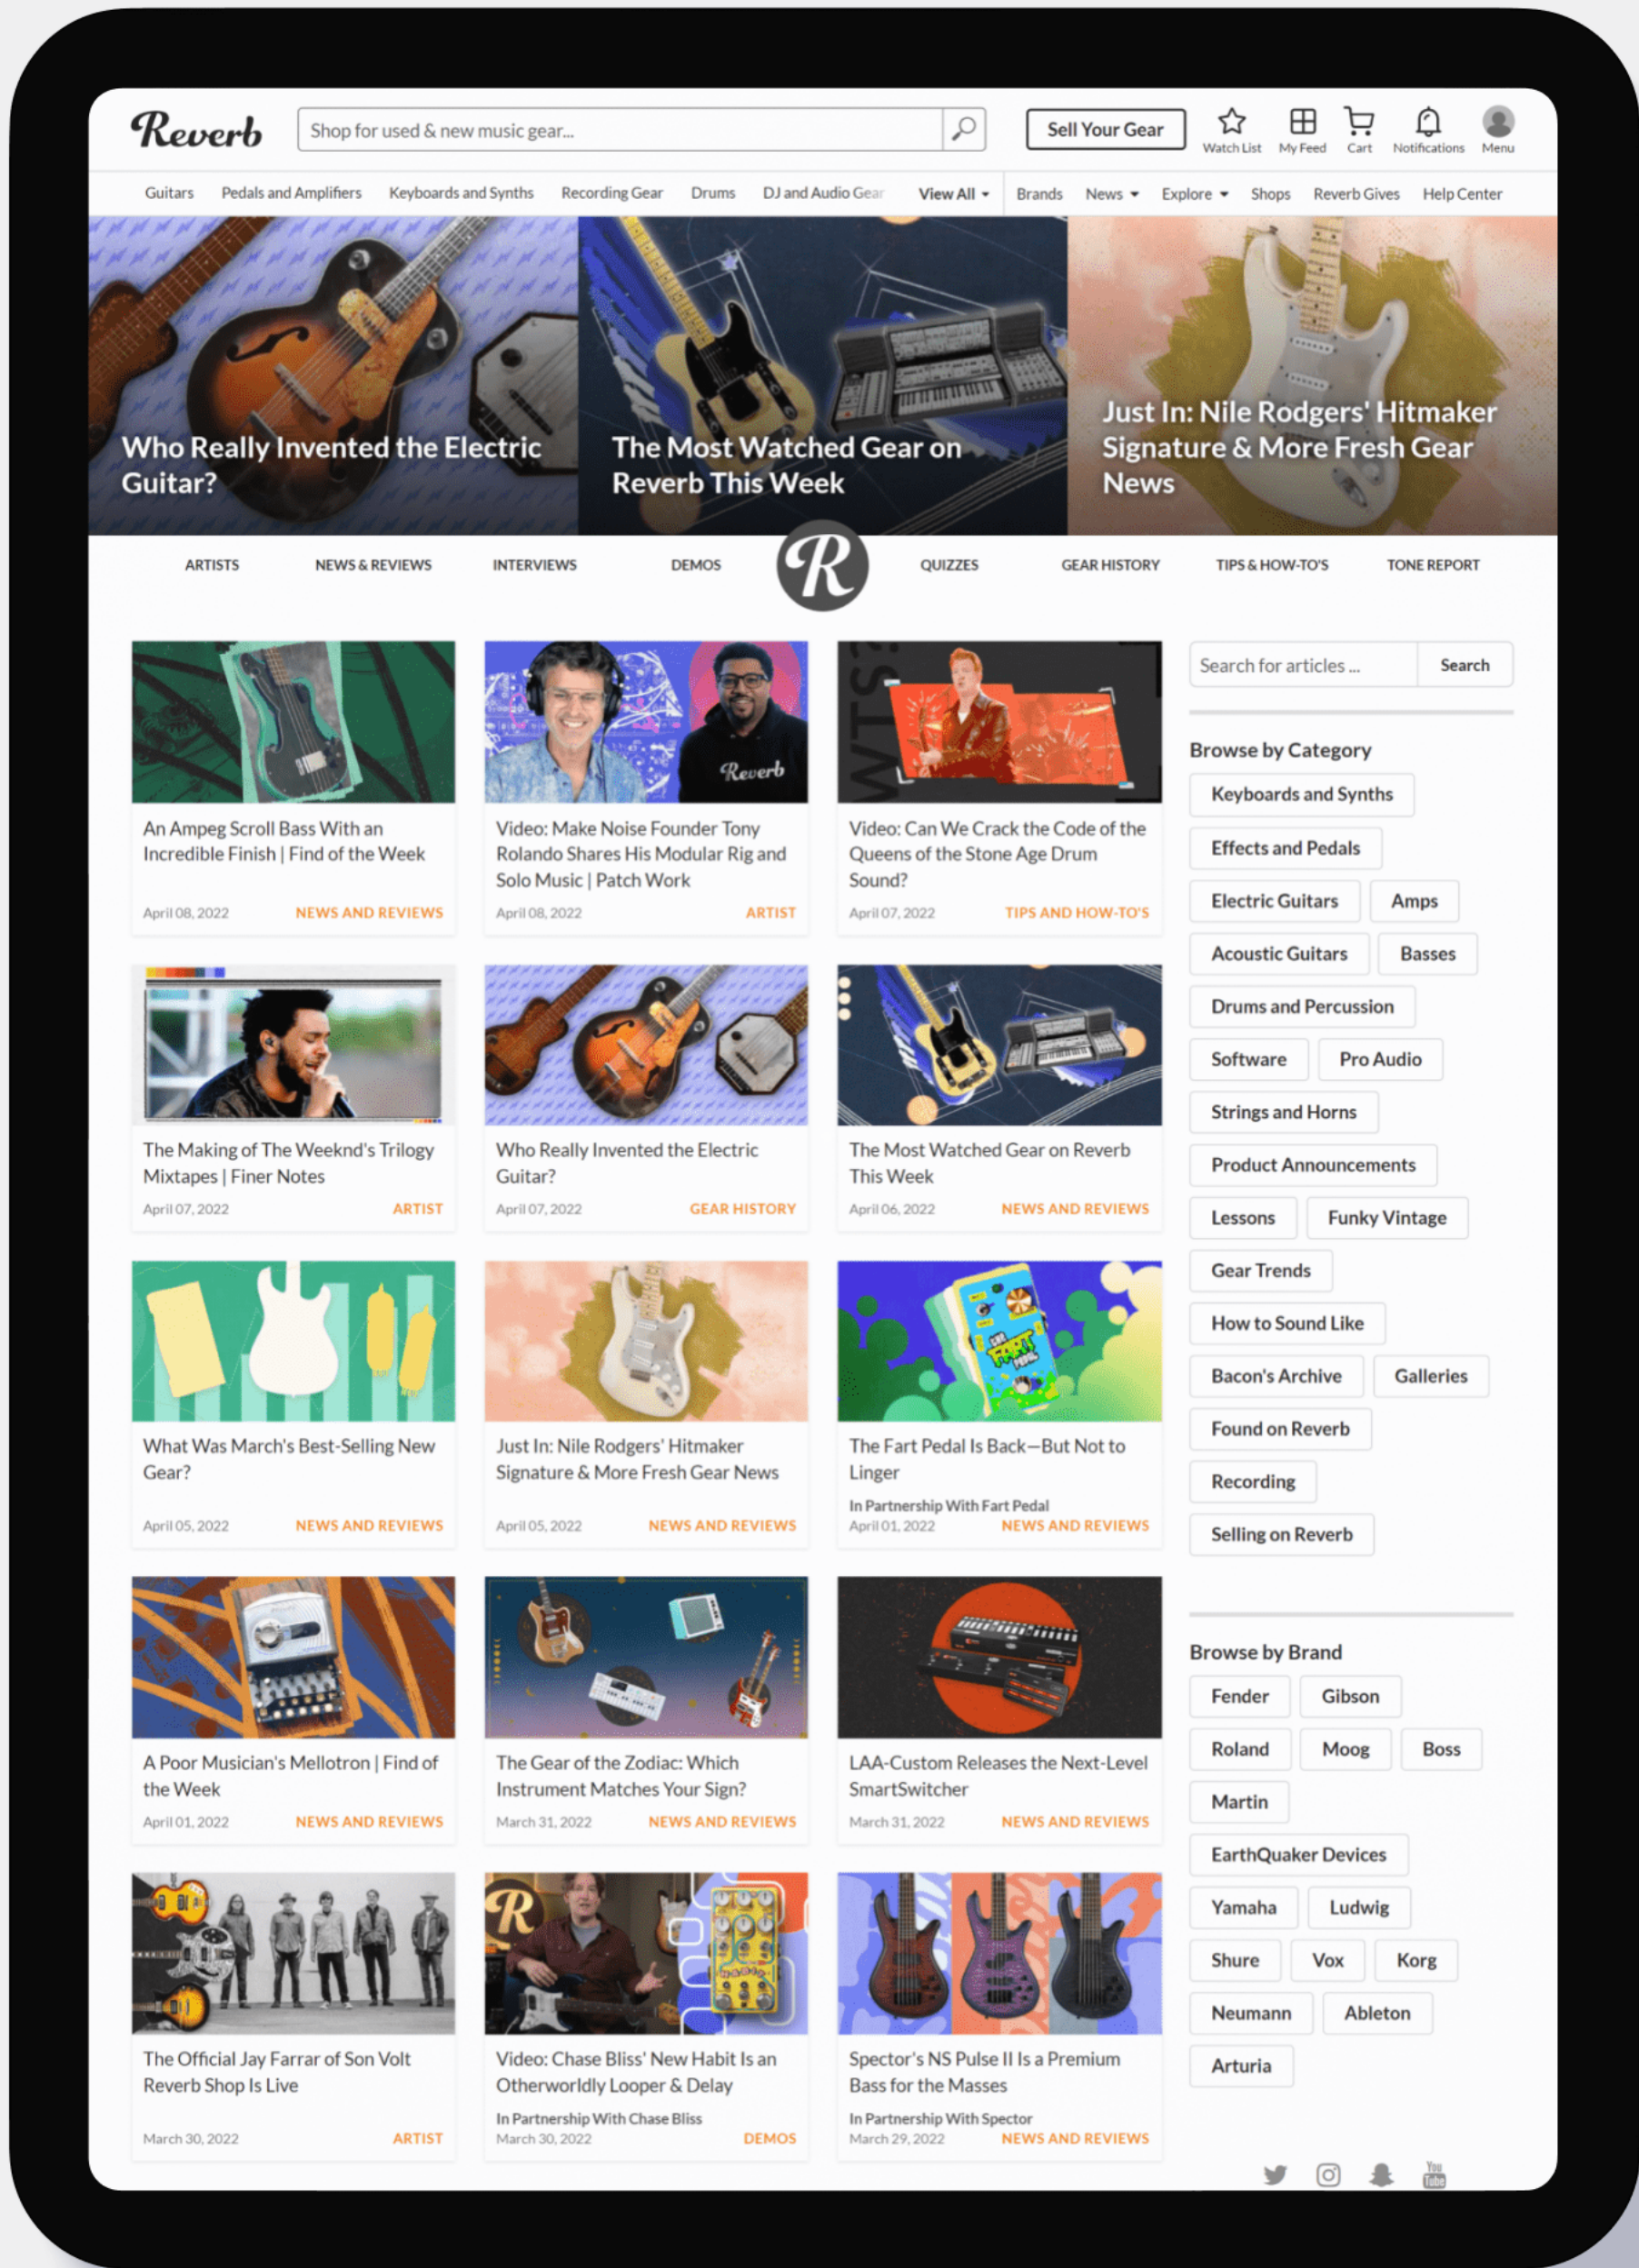 Reverb
Shop for used & new music gear...
Sell Your Gear
Watch List
My Feed
Cart
Notifications
Menu
Guitars
Pedals and Amplifiers
Keyboards and Synths
Recording Gear
Drums
DJ and Audio Gear
View All
Brands
News
Explore
Shops
Reverb Gives
Help Center
Who Really Invented the Electric
Guitar?
The Most Watched Gear on
Reverb This Week
Just In: Nile Rodgers' Hitmaker
Signature & More Fresh Gear
News
ARTISTS
NEWS & REVIEWS
INTERVIEWS
DEMOS
R
QUIZZES
GEAR HISTORY
TIPS & HOW-TO'S
TONE REPORT
An Ampeg Scroll Bass With an
Incredible Finish | Find of the Week
April 08, 2022
NEWS AND REVIEWS
Reverb
Video: Make Noise Founder Tony
Rolando Shares His Modular Rig and
Solo Music | Patch Work
April 08, 2022
ARTIST
WTS?
Video: Can We Crack the Code of the
Queens of the Stone Age Drum
Sound?
April 07, 2022
TIPS AND HOW-TO'S
The Making of The Weeknd's Trilogy
Mixtapes | Finer Notes
April 07, 2022
ARTIST
Who Really Invented the Electric
Guitar?
April 07, 2022
GEAR HISTORY
The Most Watched Gear on Reverb
This Week
April 06, 2022
NEWS AND REVIEWS
What Was March's Best-Selling New
Gear?
April 05, 2022
NEWS AND REVIEWS
Just In: Nile Rodgers' Hitmaker
Signature & More Fresh Gear News
April 05, 2022
NEWS AND REVIEWS
FART
The Fart Pedal Is Back—But Not to
Linger
In Partnership With Fart Pedal
April 01, 2022
NEWS AND REVIEWS
A Poor Musician's Mellotron | Find of
the Week
April 01, 2022
NEWS AND REVIEWS
The Gear of the Zodiac: Which
Instrument Matches Your Sign?
March 31, 2022
NEWS AND REVIEWS
LAA-Custom Releases the Next-Level
SmartSwitcher
March 31, 2022
NEWS AND REVIEWS
The Official Jay Farrar of Son Volt
Reverb Shop Is Live
March 30, 2022
ARTIST
R
Video: Chase Bliss' New Habit Is an
Otherworldly Looper & Delay
In Partnership With Chase Bliss
March 30, 2022
DEMOS
Spector's NS Pulse II Is a Premium
Bass for the Masses
In Partnership With Spector
March 29, 2022
NEWS AND REVIEWS
Search for articles ...
Search
Browse by Category
Keyboards and Synths
Effects and Pedals
Electric Guitars
Amps
Acoustic Guitars
Basses
Drums and Percussion
Software
Pro Audio
Strings and Horns
Product Announcements
Lessons
Funky Vintage
Gear Trends
How to Sound Like
Bacon's Archive
Galleries
Found on Reverb
Recording
Selling on Reverb
Browse by Brand
Fender
Gibson
Roland
Moog
Boss
Martin
EarthQuaker Devices
Yamaha
Ludwig
Shure
Vox
Korg
Neumann
Ableton
Arturia
You
Tube